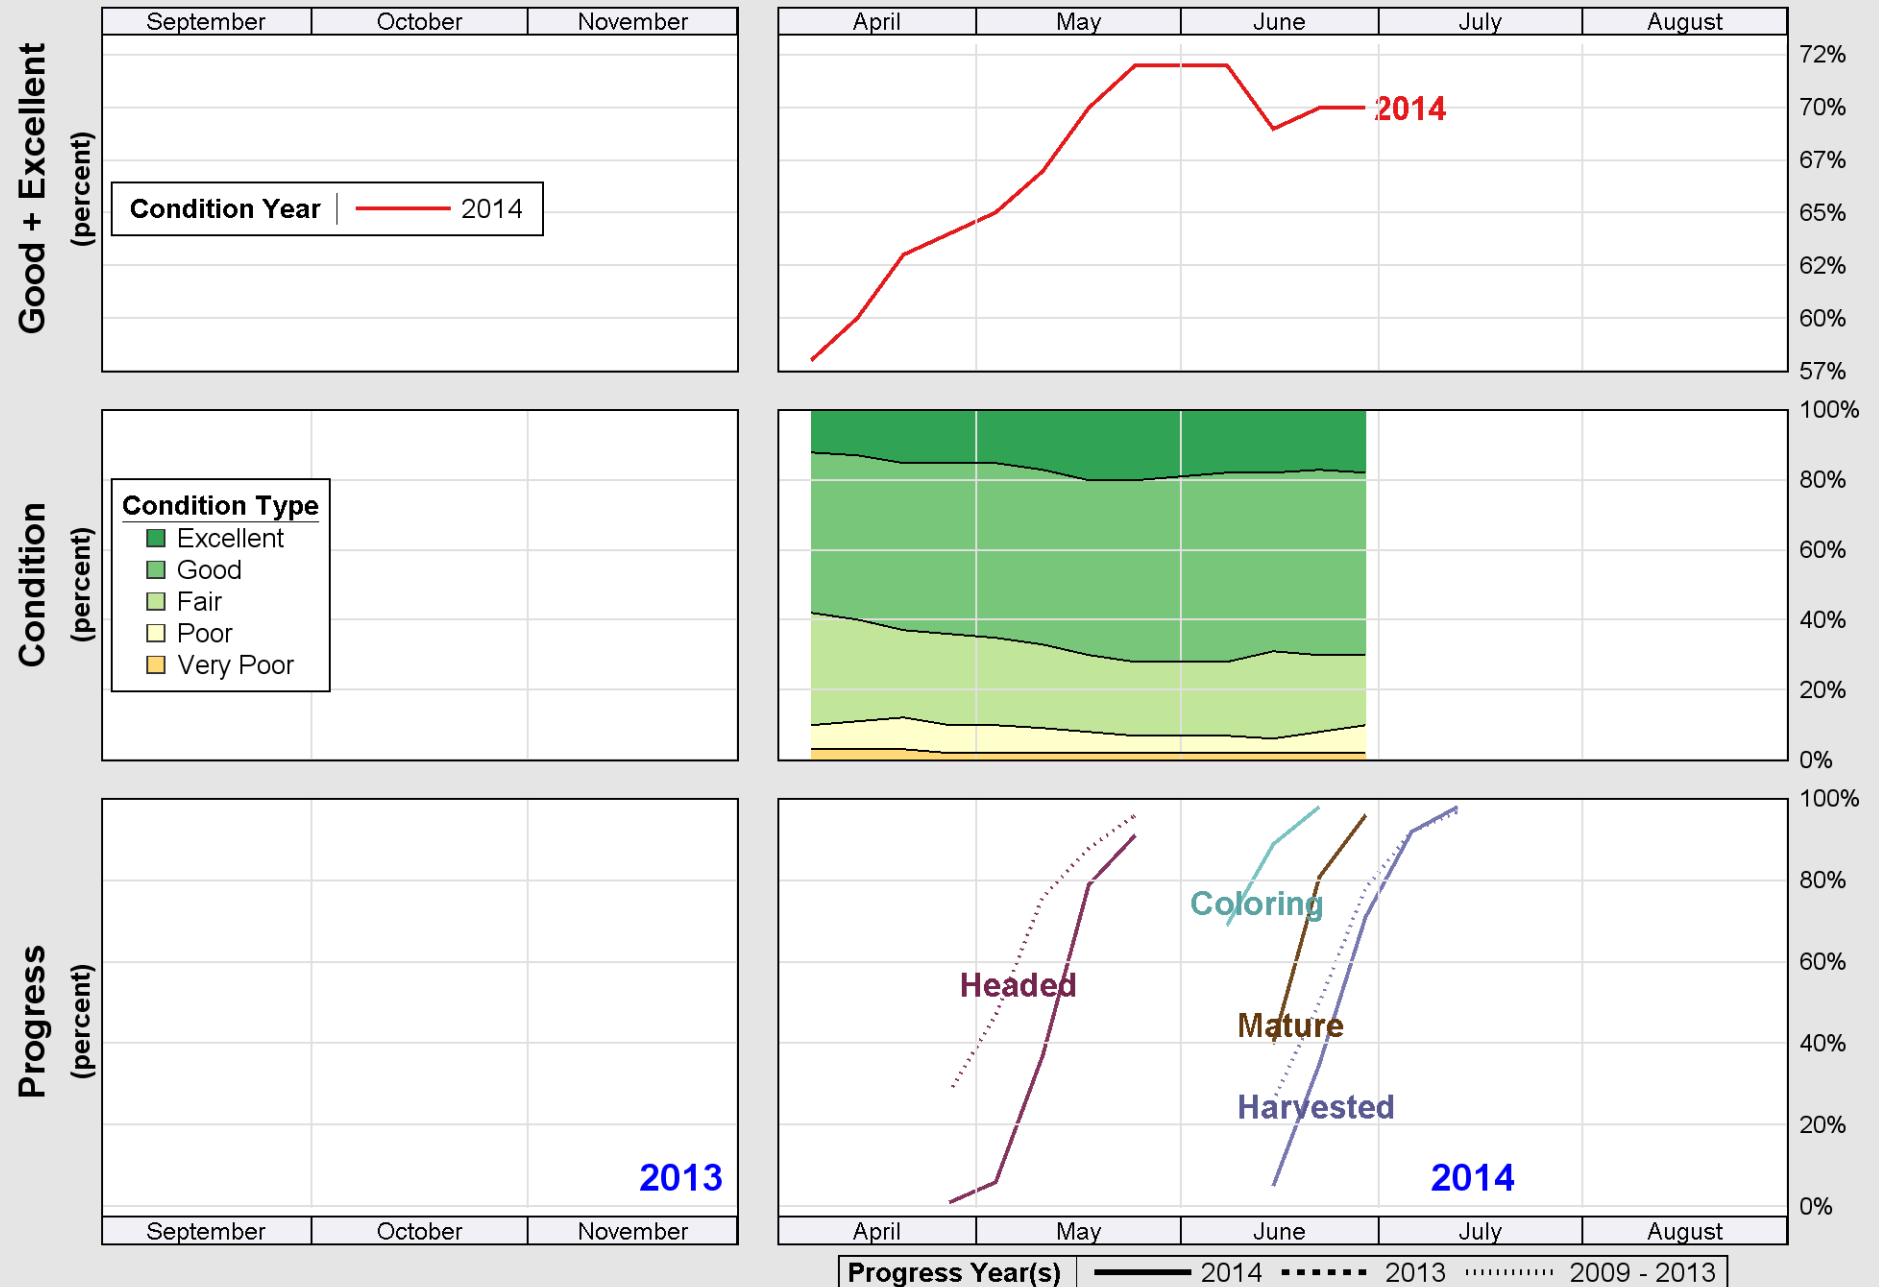 September October November April May June July August
Good + Excellent
(percent)
72%
70%
67%
65%
62%
60%
57%
Condition Year 2014
2014
Condition
(percent)
Condition Type
Excellent
Good
Fair
Poor
Very Poor
100%
80%
60%
40%
20%
0%
Progress
(percent)
100%
80%
60%
40%
20%
0%
Coloring
Headed
Mature
Harvested
2013
2014
September October November April May June July August
Progress Year(s) 2014 2013 2009 - 2013